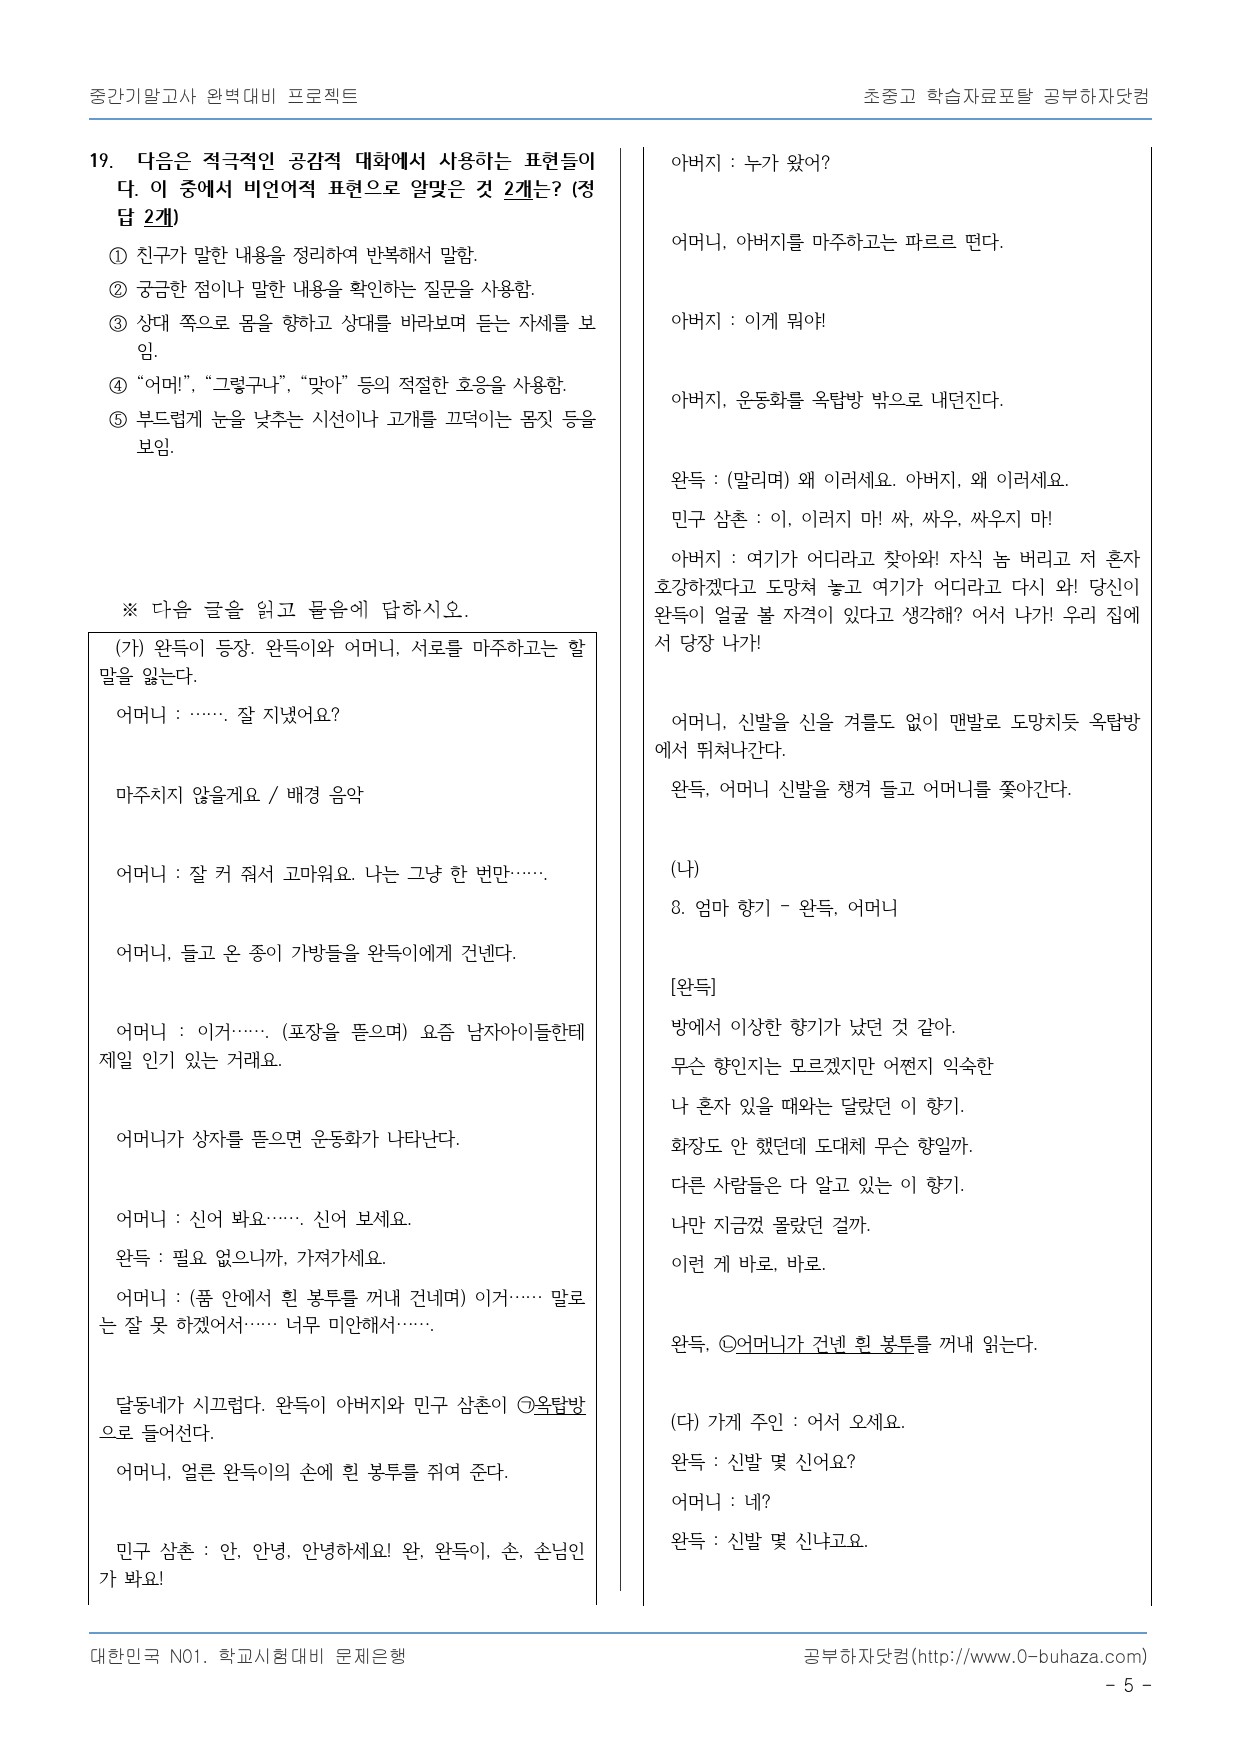 중간기말고사 완벽대비 프로젝트
초중고 학습자료포탈 공부하자닷컴
19. 다음은 적극적인 공감적 대화에서 사용하는 표현들이
다. 이 중에서 비언어적 표현으로 알맞은 것 2개는? (정
답 2개)
① 친구가 말한 내용을 정리하여 반복해서 말함.
② 궁금한 점이나 말한 내용을 확인하는 질문을 사용함.
③ 상대 쪽으로 몸을 향하고 상대를 바라보며 듣는 자세를 보
임.
④ “어머!”, “그렇구나”, “맞아” 등의 적절한 호응을 사용함.
⑤ 부드럽게 눈을 낮추는 시선이나 고개를 끄덕이는 몸짓 등을
보임.
※ 다음 글을 읽고 물음에 답하시오.
(가) 완득이 등장. 완득이와 어머니, 서로를 마주하고는 할
말을 잃는다.
어머니 : ……. 잘 지냈어요?
마주치지 않을게요 / 배경 음악
어머니 : 잘 커 줘서 고마워요. 나는 그냥 한 번만…….
어머니, 들고 온 종이 가방들을 완득이에게 건넨다.
어머니 : 이거……. (포장을 뜯으며) 요즘 남자아이들한테
제일 인기 있는 거래요.
어머니가 상자를 뜯으면 운동화가 나타난다.
어머니 : 신어 봐요……. 신어 보세요.
완득 : 필요 없으니까, 가져가세요.
어머니 : (품 안에서 흰 봉투를 꺼내 건네며) 이거…… 말로
는 잘 못 하겠어서…… 너무 미안해서…….
달동네가 시끄럽다. 완득이 아버지와 민구 삼촌이 ㉠옥탑방
으로 들어선다.
어머니, 얼른 완득이의 손에 흰 봉투를 쥐여 준다.
민구 삼촌 : 안, 안녕, 안녕하세요! 완, 완득이, 손, 손님인
가 봐요!
아버지 : 누가 왔어?
어머니, 아버지를 마주하고는 파르르 떤다.
아버지 : 이게 뭐야!
아버지, 운동화를 옥탑방 밖으로 내던진다.
완득 : (말리며) 왜 이러세요. 아버지, 왜 이러세요.
민구 삼촌 : 이, 이러지 마! 싸, 싸우, 싸우지 마!
아버지 : 여기가 어디라고 찾아와! 자식 놈 버리고 저 혼자
호강하겠다고 도망쳐 놓고 여기가 어디라고 다시 와! 당신이
완득이 얼굴 볼 자격이 있다고 생각해? 어서 나가! 우리 집에
서 당장 나가!
어머니, 신발을 신을 겨를도 없이 맨발로 도망치듯 옥탑방
에서 뛰쳐나간다.
완득, 어머니 신발을 챙겨 들고 어머니를 쫓아간다.
(나)
8. 엄마 향기 - 완득, 어머니
[완득]
방에서 이상한 향기가 났던 것 같아.
무슨 향인지는 모르겠지만 어쩐지 익숙한
나 혼자 있을 때와는 달랐던 이 향기.
화장도 안 했던데 도대체 무슨 향일까.
다른 사람들은 다 알고 있는 이 향기.
나만 지금껏 몰랐던 걸까.
이런 게 바로, 바로.
완득, ㉡어머니가 건넨 흰 봉투를 꺼내 읽는다.
(다) 가게 주인 : 어서 오세요.
완득 : 신발 몇 신어요?
어머니 : 네?
완득 : 신발 몇 신냐고요.
대한민국 N01. 학교시험대비 문제은행
공부하자닷컴(http://www.0-buhaza.com)
- 5 -